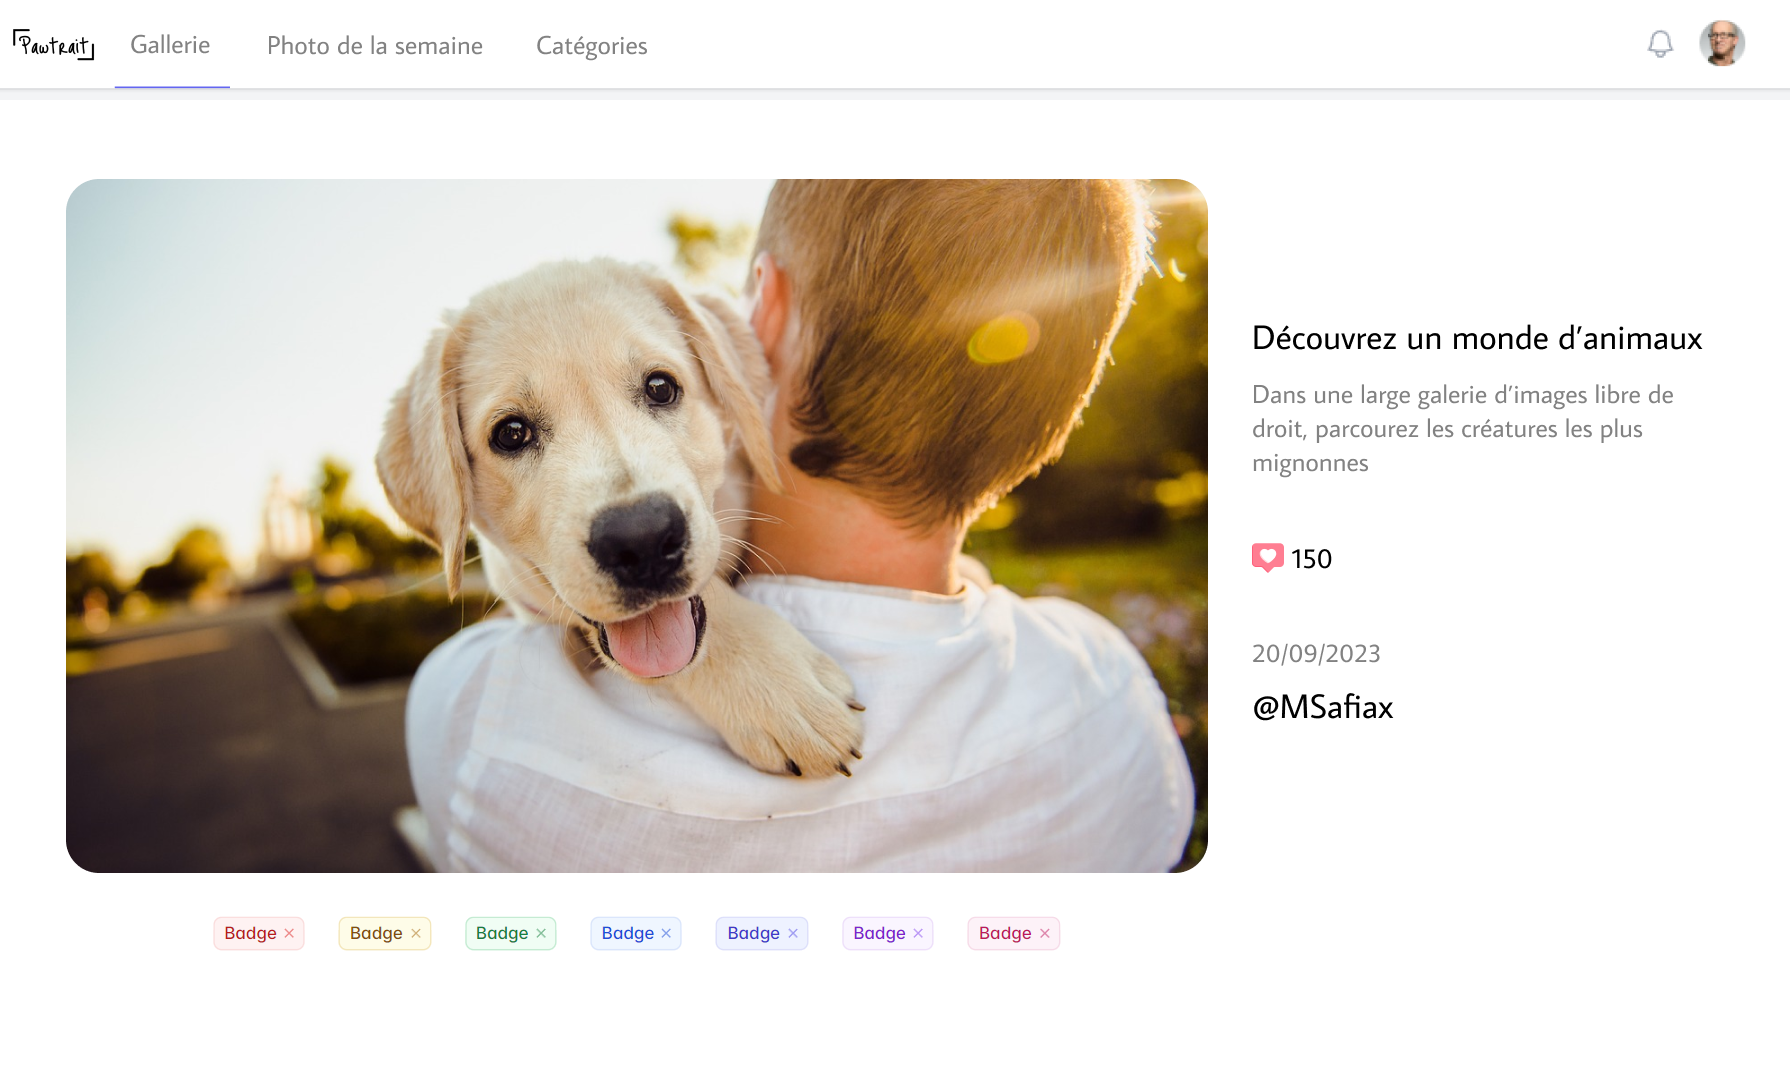 Pawtrait
Gallerie
Photo de la semaine
Catégories
Découvrez un monde d’animaux
Dans une large galerie d’images libre de
droit, parcourez les créatures les plus
mignonnes
150
20/09/2023
@MSafiax
Badge ×
Badge ×
Badge ×
Badge ×
Badge ×
Badge ×
Badge ×